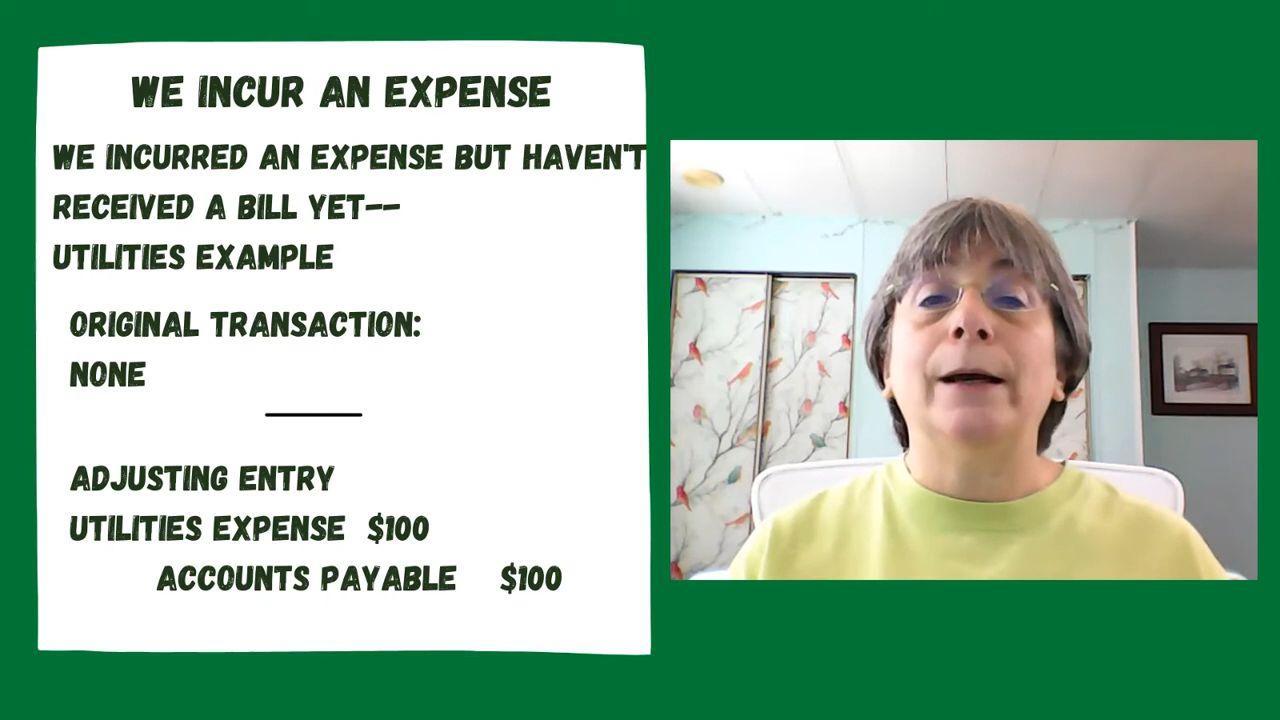 WE INCUR AN EXPENSE
WE INCURRED AN EXPENSE BUT HAVEN'T
RECEIVED A BILL YET--
UTILITIES EXAMPLE
ORIGINAL TRANSACTION:
NONE
ADJUSTING ENTRY
UTILITIES EXPENSE $100
ACCOUNTS PAYABLE $100